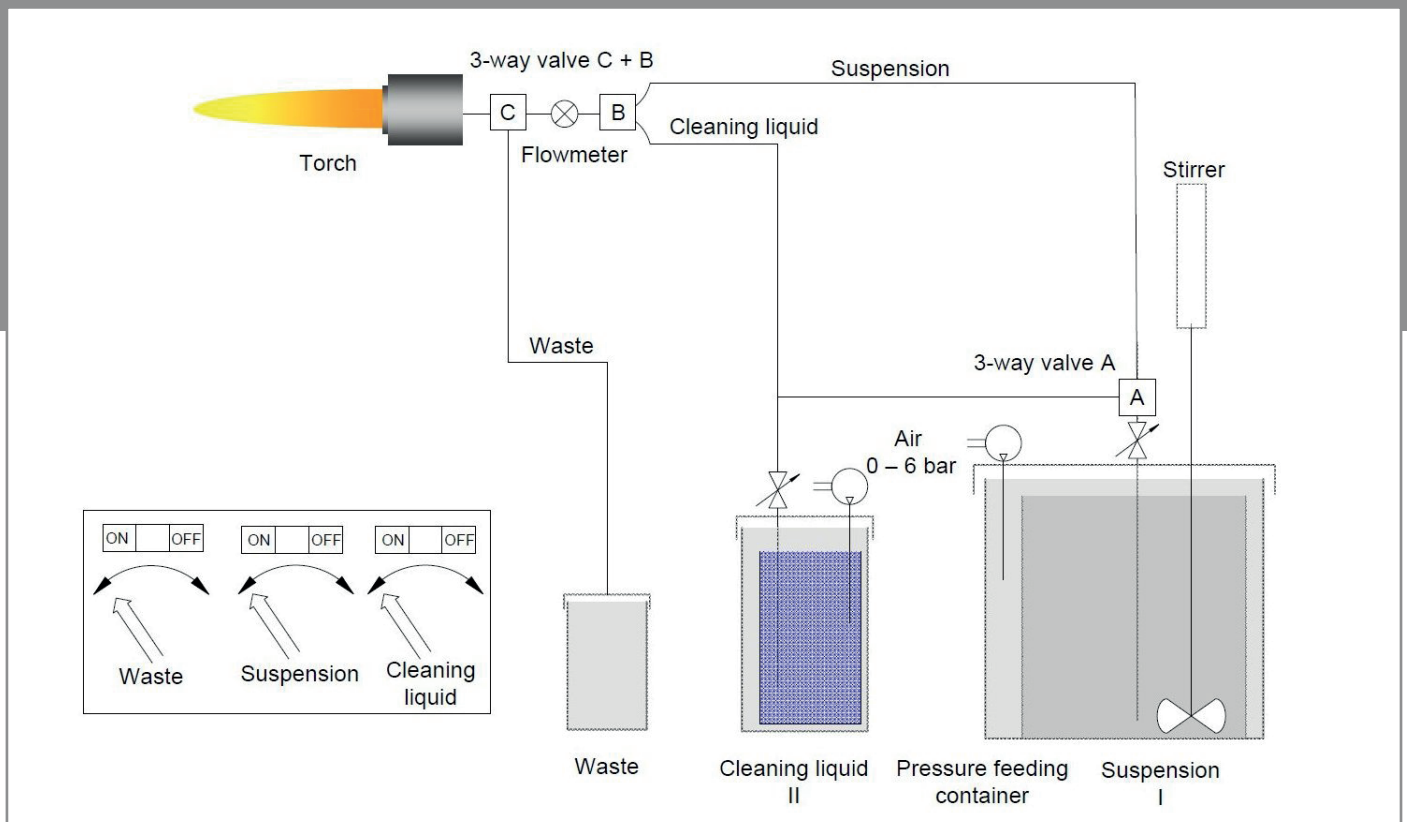 3-way valve C + B
Suspension
C
B
Cleaning liquid
Torch
Flowmeter
Stirrer
Waste
3-way valve A
A
Air
0 – 6 bar
ON OFF
ON OFF
ON OFF
Waste
Suspension
Cleaning
liquid
Waste
Cleaning liquid
II
Pressure feeding
container
Suspension
I